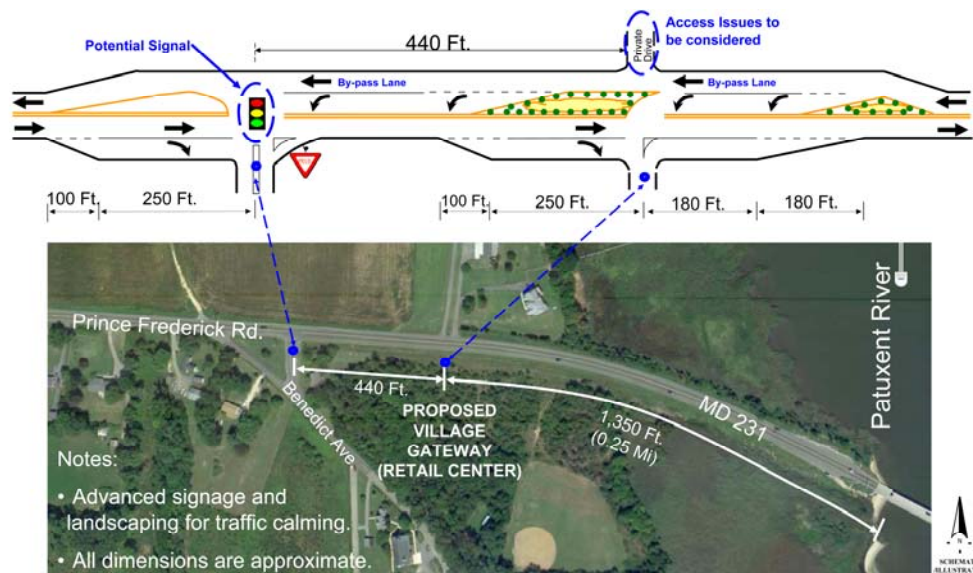 Potential Signal
440 Ft.
Private
Drive
Access Issues to
be considered
By-pass Lane
By-pass Lane
100 Ft.
250 Ft.
100 Ft.
250 Ft.
180 Ft.
180 Ft.
Prince Frederick Rd.
Benedict Ave
440 Ft.
PROPOSED
VILLAGE
GATEWAY
(RETAIL CENTER)
1,350 Ft.
(0.25 Mi)
MD 231
Patuxent River
Notes:
• Advanced signage and
landscaping for traffic calming.
• All dimensions are approximate.
N